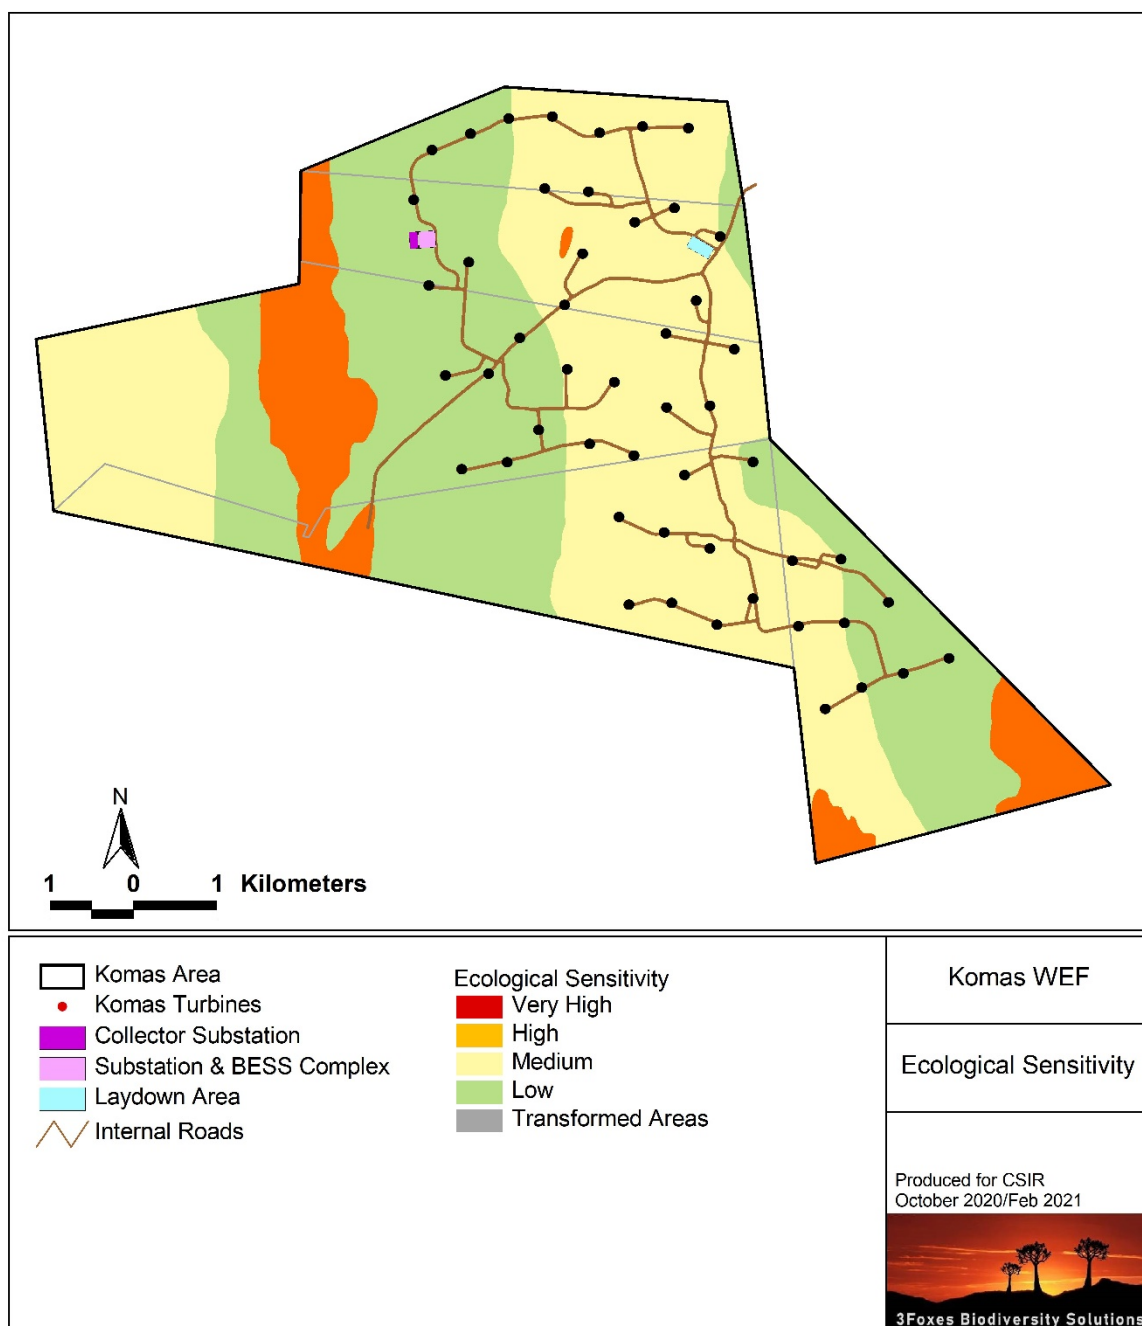 N
1 0 1 Kilometers
Komas Area
Komas Turbines
Collector Substation
Substation & BESS Complex
Laydown Area
Internal Roads
Ecological Sensitivity
Very High
High
Medium
Low
Transformed Areas
Komas WEF
Ecological Sensitivity
Produced for CSIR
October 2020/Feb 2021
3Foxes Biodiversity Solutions